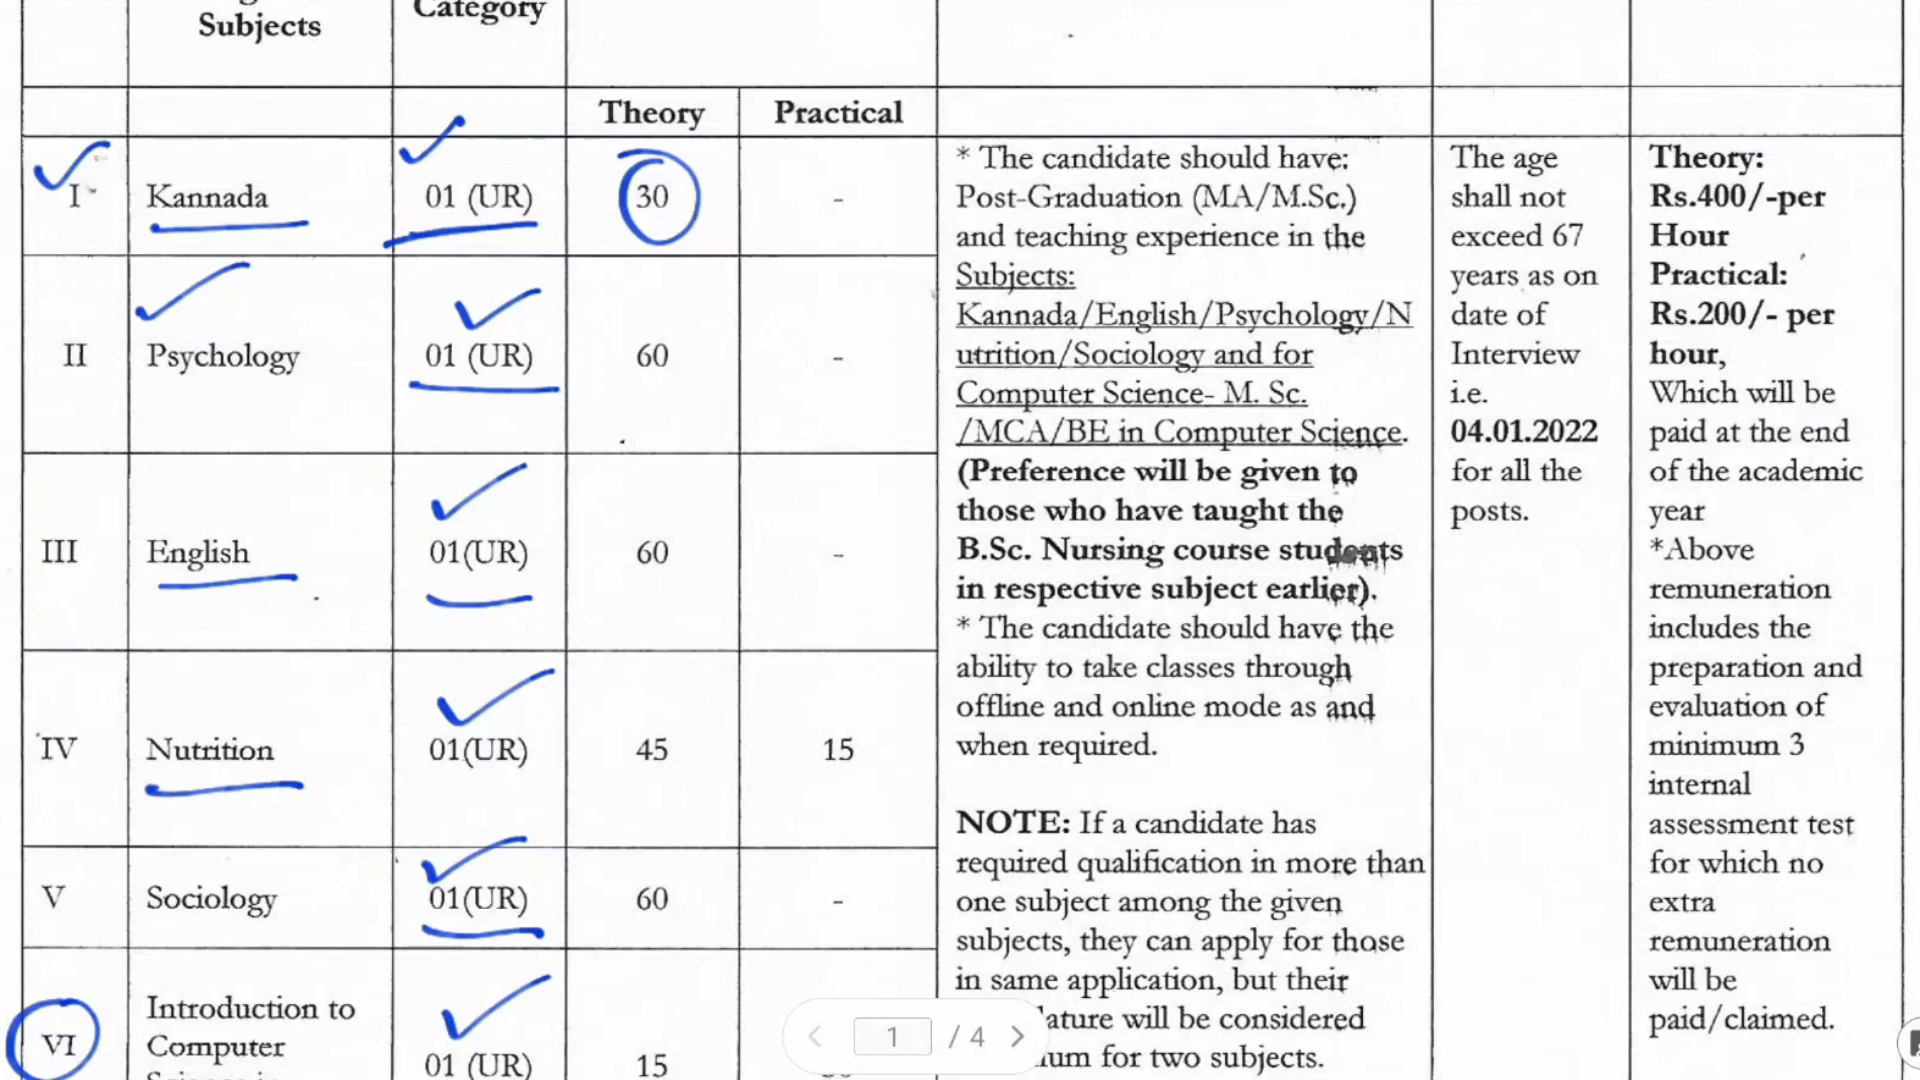 Category
Subjects
Theory Practical
I Kannada 01 (UR) 30 -
II Psychology 01 (UR) 60 -
III English 01(UR) 60 -
IV Nutrition 01(UR) 45 15
V Sociology 01(UR) 60 -
VI Introduction to
Computer
01 (UR) 15
* The candidate should have:
Post-Graduation (MA/M.Sc.)
and teaching experience in the
Subjects:
Kannada/English/Psychology/N
utrition/Sociology and for
Computer Science- M. Sc.
/MCA/BE in Computer Science.
(Preference will be given to
those who have taught the
B.Sc. Nursing course students
in respective subject earlier).
* The candidate should have the
ability to take classes through
offline and online mode as and
when required.
NOTE: If a candidate has
required qualification in more than
one subject among the given
subjects, they can apply for those
in same application, but their
will be considered
for two subjects.
The age
shall not
exceed 67
years as on
date of
Interview
i.e.
04.01.2022
for all the
posts.
Theory:
Rs.400/-per
Hour
Practical:
Rs.200/- per
hour,
Which will be
paid at the end
of the academic
year
*Above
remuneration
includes the
preparation and
evaluation of
minimum 3
internal
assessment test
for which no
extra
remuneration
will be
paid/claimed.
1 / 4